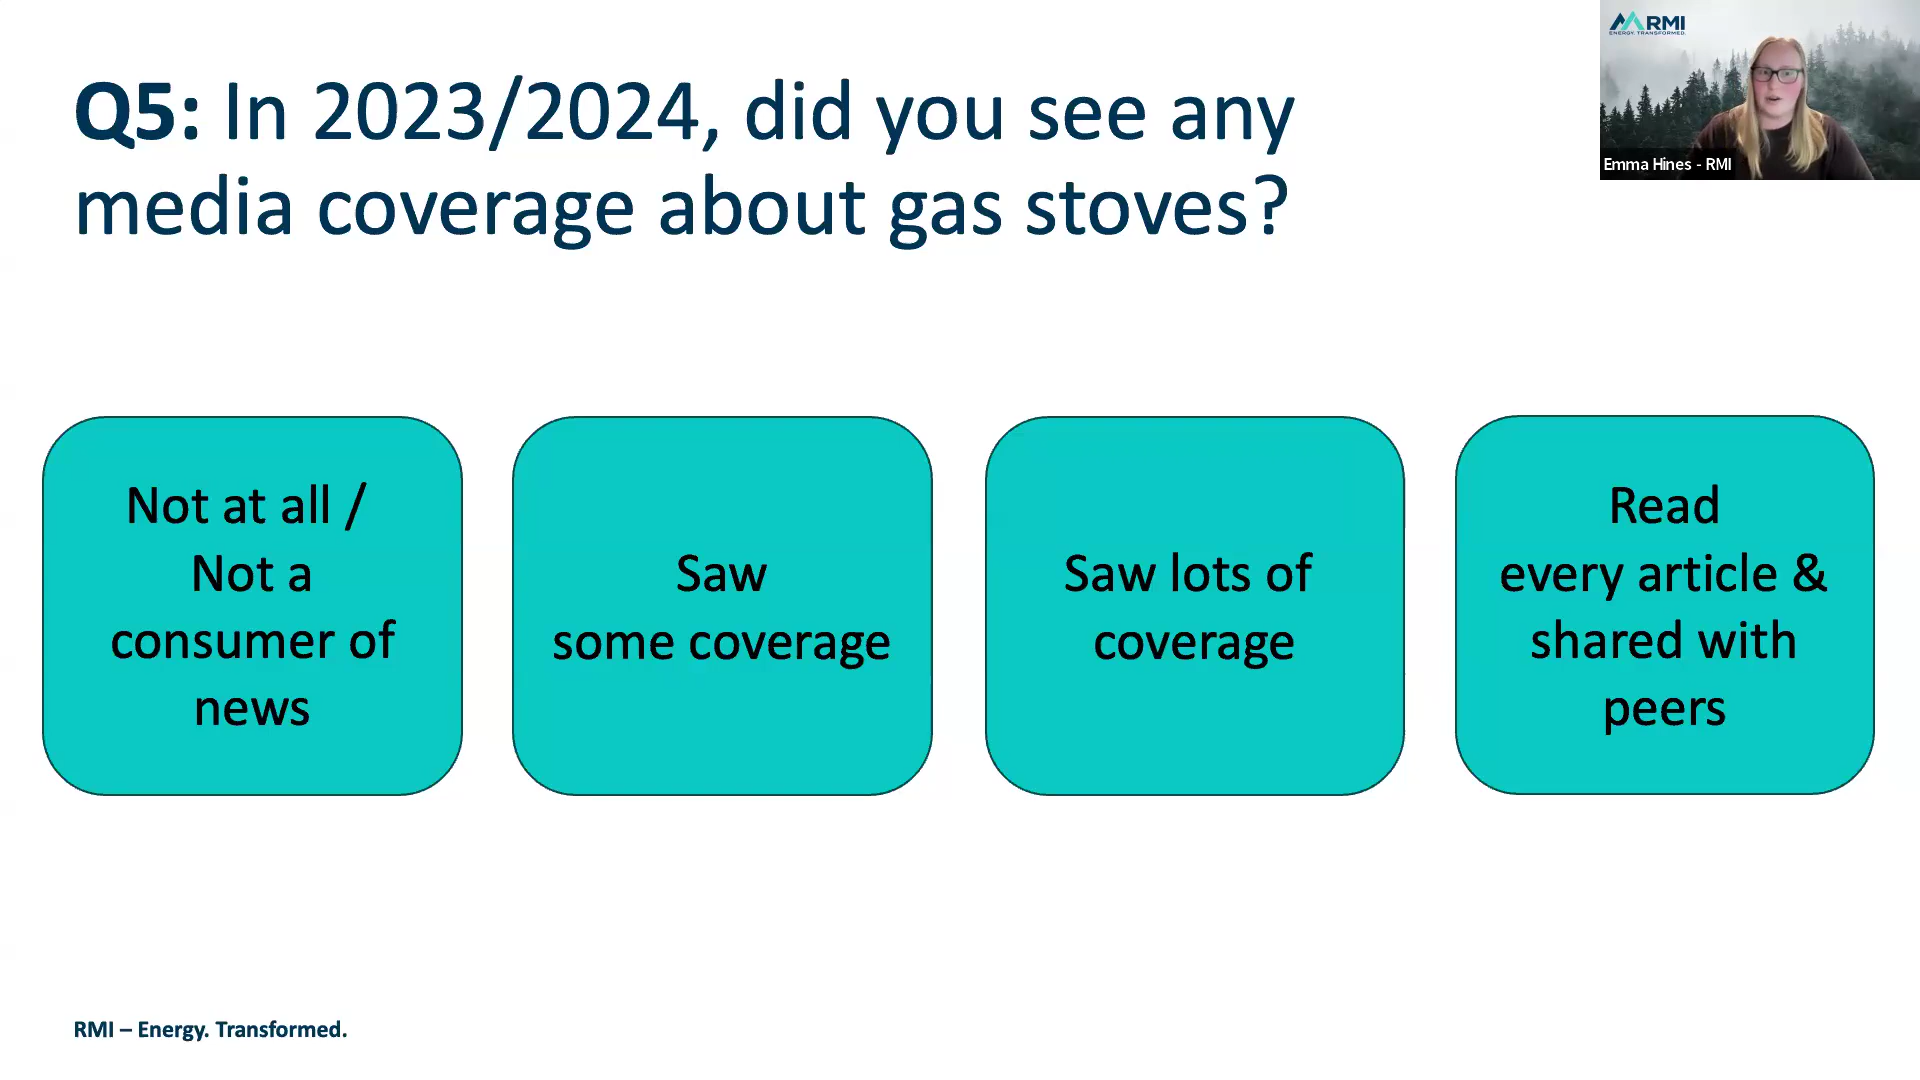 Q5: In 2023/2024, did you see any
media coverage about gas stoves?
RMI
ENERGY. TRANSFORMED.
Emma Hines - RMI
Not at all /
Not a
consumer of
news
Saw
some coverage
Saw lots of
coverage
Read
every article &
shared with
peers
RMI – Energy. Transformed.